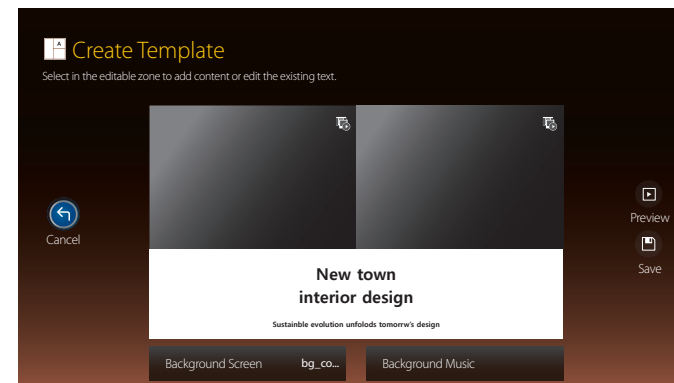 A
Create Template
Select in the editable zone to add content or edit the existing text.
Cancel
Preview
Save
New town
interior design
Sustainble evolution unfolods tomorrw's design
Background Screen bg_co...
Background Music